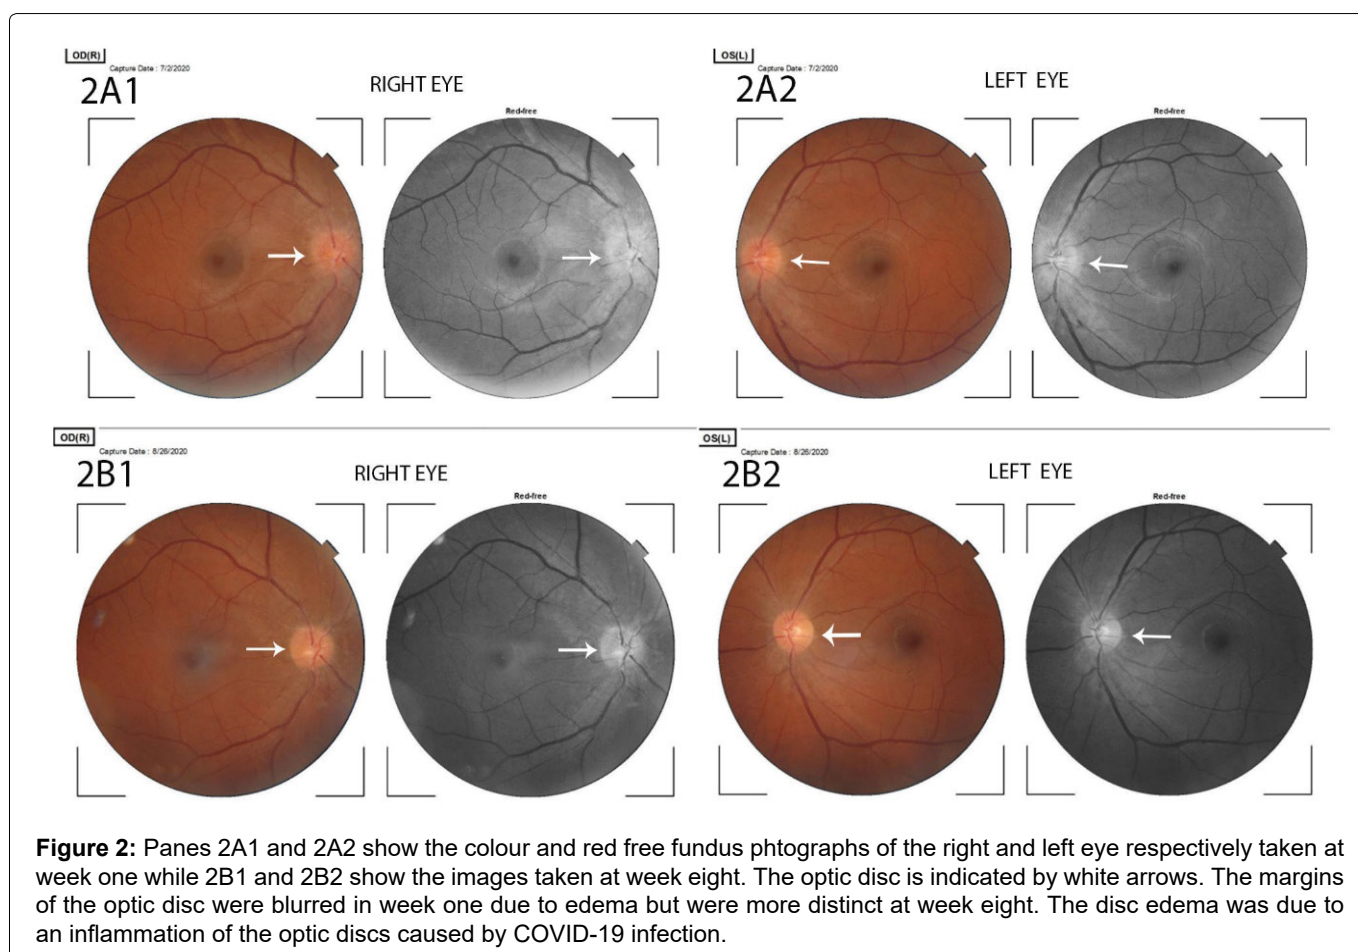 OD(R)
Capture Date : 7/2/2020
2A1
RIGHT EYE
Red-free
OS(L)
Capture Date : 7/2/2020
2A2
LEFT EYE
Red-free
OD(R)
Capture Date : 8/26/2020
2B1
RIGHT EYE
Red-free
OS(L)
Capture Date : 8/26/2020
2B2
LEFT EYE
Red-free
Figure 2: Panes 2A1 and 2A2 show the colour and red free fundus phtographs of the right and left eye respectively taken at
week one while 2B1 and 2B2 show the images taken at week eight. The optic disc is indicated by white arrows. The margins
of the optic disc were blurred in week one due to edema but were more distinct at week eight. The disc edema was due to
an inflammation of the optic discs caused by COVID-19 infection.